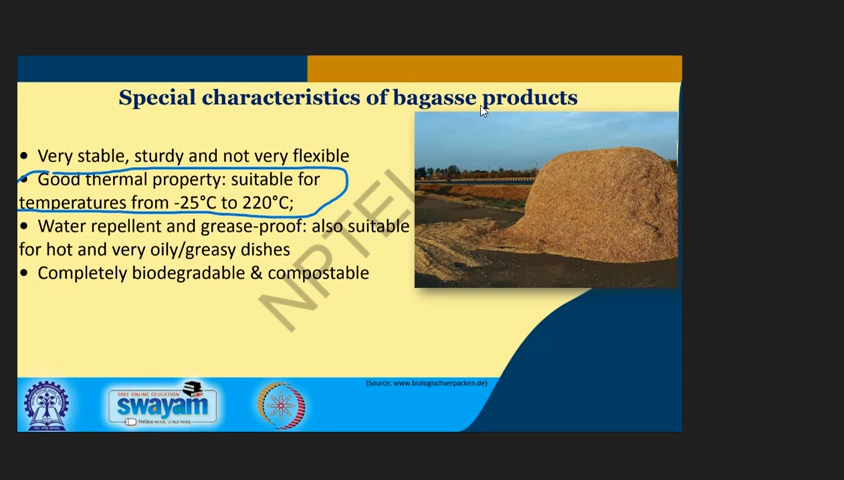 Special characteristics of bagasse products
• Very stable, sturdy and not very flexible
• Good thermal property: suitable for
temperatures from -25°C to 220°C;
• Water repellent and grease-proof: also suitable
for hot and very oily/greasy dishes
• Completely biodegradable & compostable
NPTEL
(Source: www.biologischverpacken.de)
FREE ONLINE EDUCATION
swayam